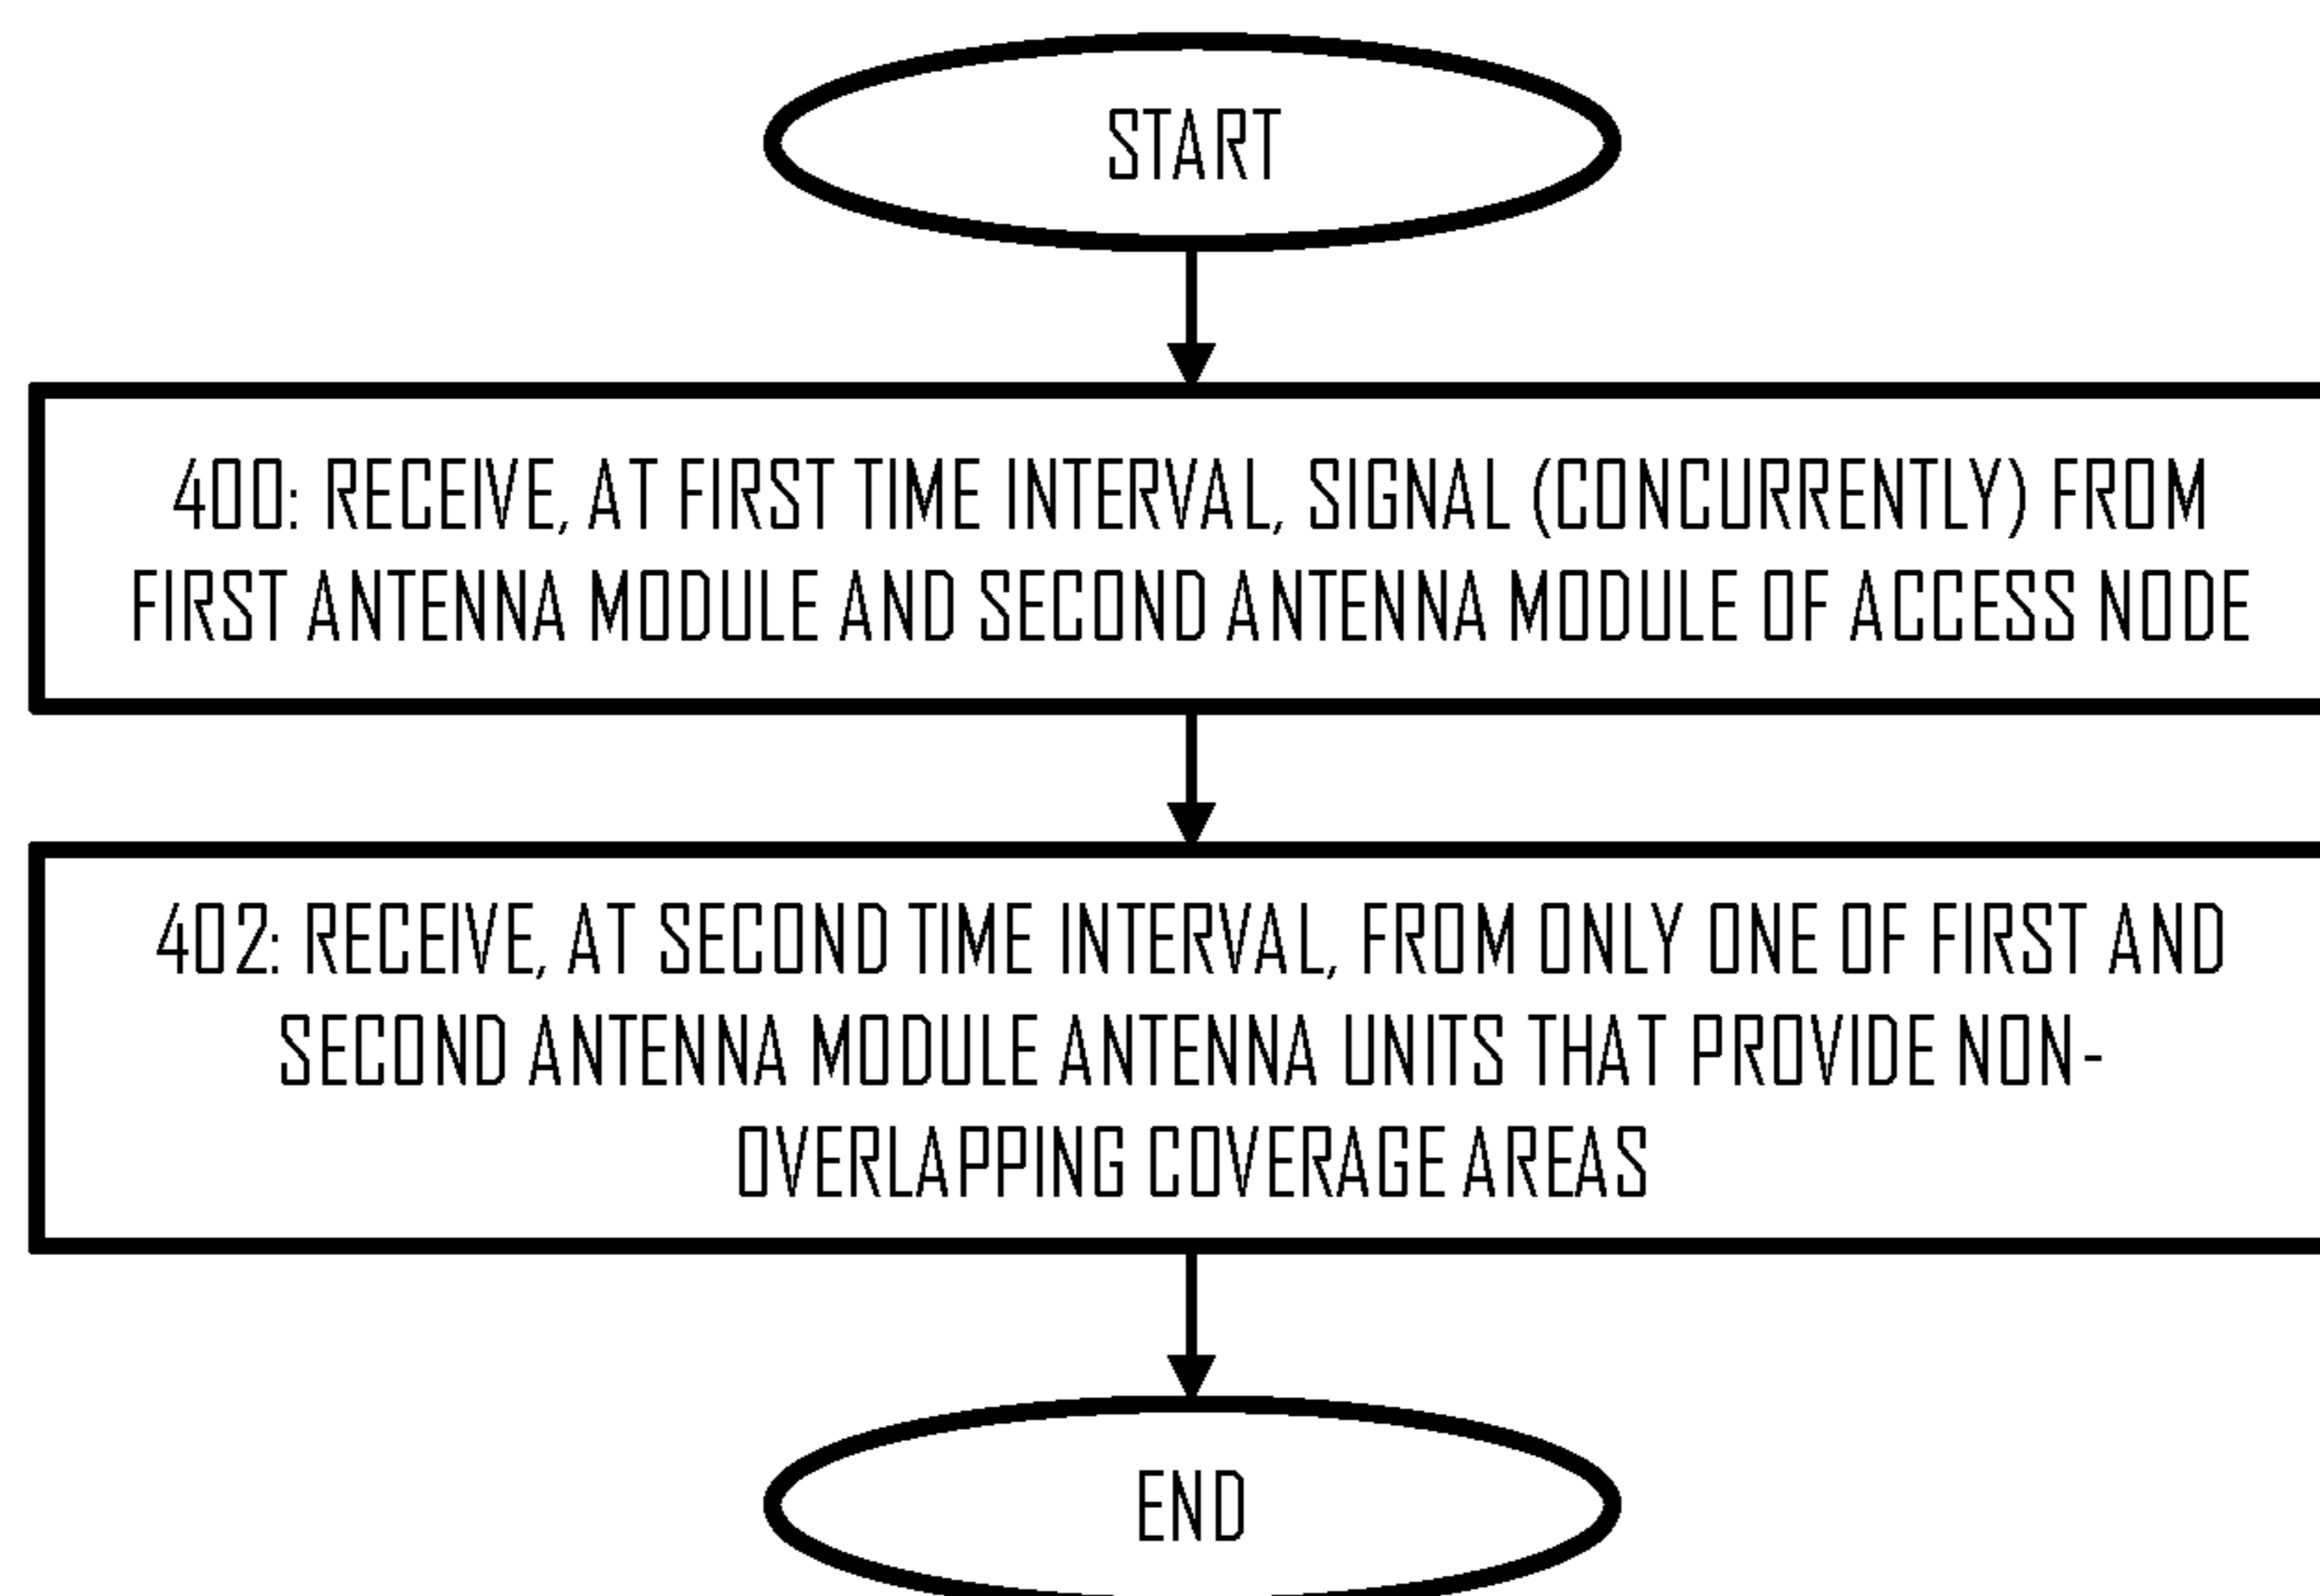 START
400: RECEIVE, AT FIRST TIME INTERVAL, SIGNAL (CONCURRENTLY) FROM
FIRST ANTENNA MODULE AND SECOND ANTENNA MODULE OF ACCESS NODE
402: RECEIVE, AT SECOND TIME INTERVAL, FROM ONLY ONE OF FIRST AND
SECOND ANTENNA MODULE ANTENNA UNITS THAT PROVIDE NON-
OVERLAPPING COVERAGE AREAS
END